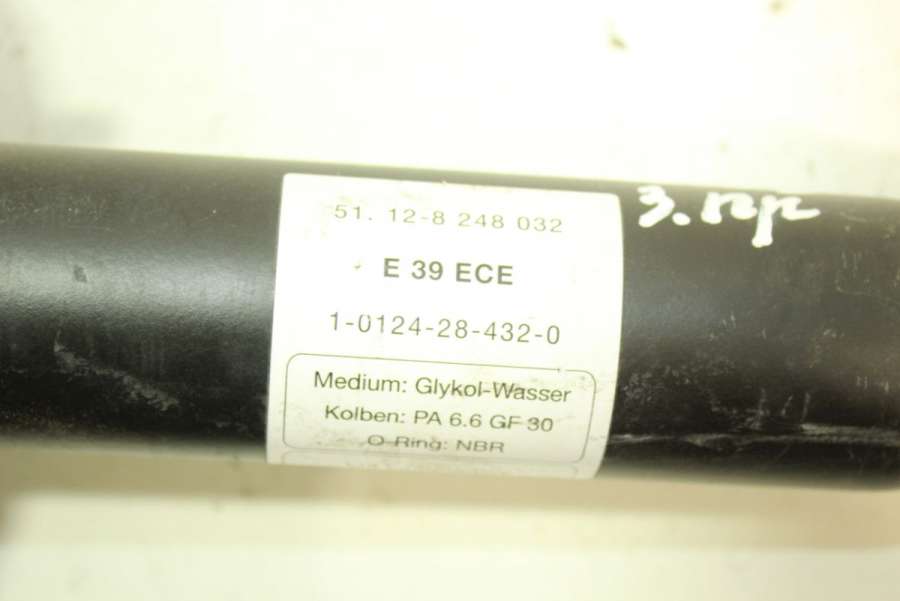 51. 12-8 248 032
E 39 ECE
1-0124-28-432-0
Medium: Glykol-Wasser
Kolben: PA 6.6 GF 30
O-Ring: NBR
3. пр